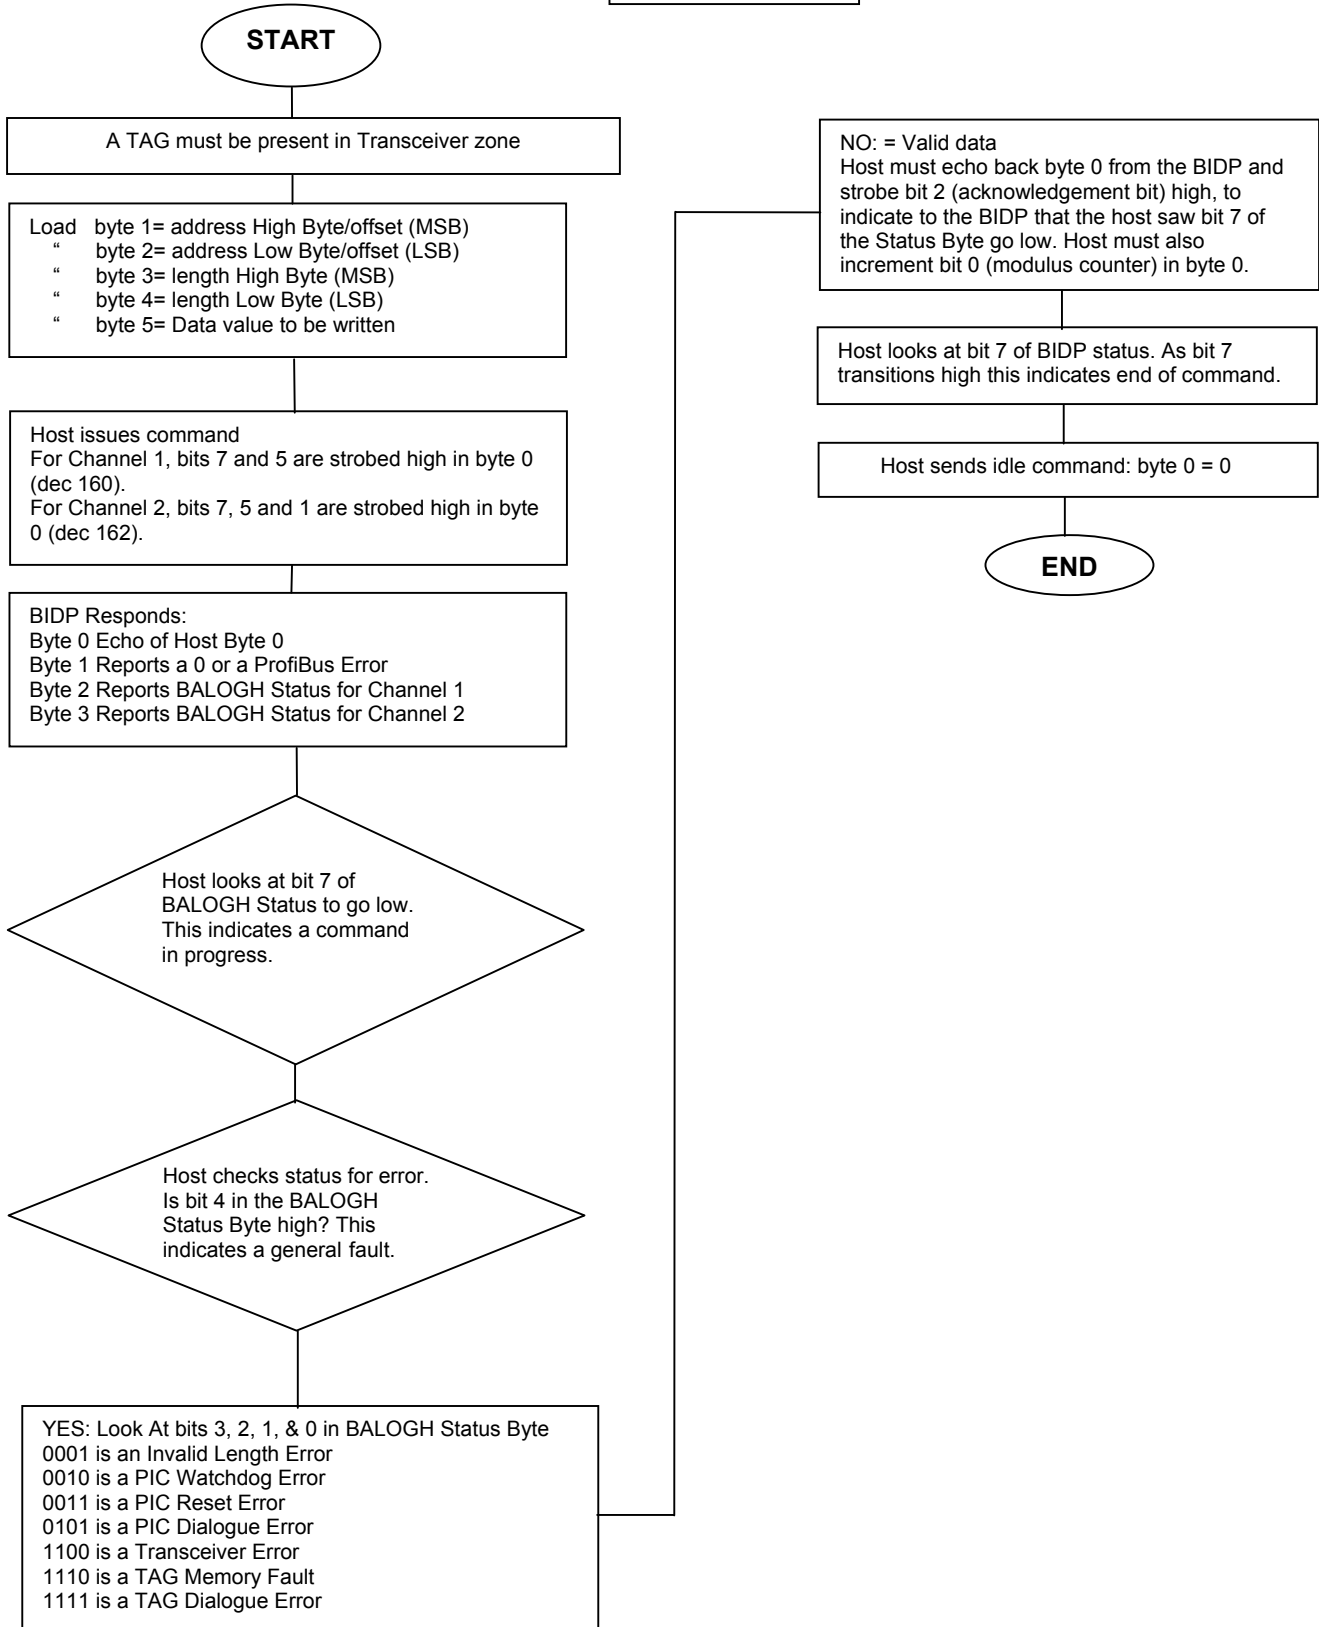 START
A TAG must be present in Transceiver zone
Load byte 1= address High Byte/offset (MSB)
“ byte 2= address Low Byte/offset (LSB)
“ byte 3= length High Byte (MSB)
“ byte 4= length Low Byte (LSB)
“ byte 5= Data value to be written
Host issues command
For Channel 1, bits 7 and 5 are strobed high in byte 0
(dec 160).
For Channel 2, bits 7, 5 and 1 are strobed high in byte
0 (dec 162).
BIDP Responds:
Byte 0 Echo of Host Byte 0
Byte 1 Reports a 0 or a ProfiBus Error
Byte 2 Reports BALOGH Status for Channel 1
Byte 3 Reports BALOGH Status for Channel 2
Host looks at bit 7 of
BALOGH Status to go low.
This indicates a command
in progress.
Host checks status for error.
Is bit 4 in the BALOGH
Status Byte high? This
indicates a general fault.
YES: Look At bits 3, 2, 1, & 0 in BALOGH Status Byte
0001 is an Invalid Length Error
0010 is a PIC Watchdog Error
0011 is a PIC Reset Error
0101 is a PIC Dialogue Error
1100 is a Transceiver Error
1110 is a TAG Memory Fault
1111 is a TAG Dialogue Error
NO: = Valid data
Host must echo back byte 0 from the BIDP and
strobe bit 2 (acknowledgement bit) high, to
indicate to the BIDP that the host saw bit 7 of
the Status Byte go low. Host must also
increment bit 0 (modulus counter) in byte 0.
Host looks at bit 7 of BIDP status. As bit 7
transitions high this indicates end of command.
Host sends idle command: byte 0 = 0
END